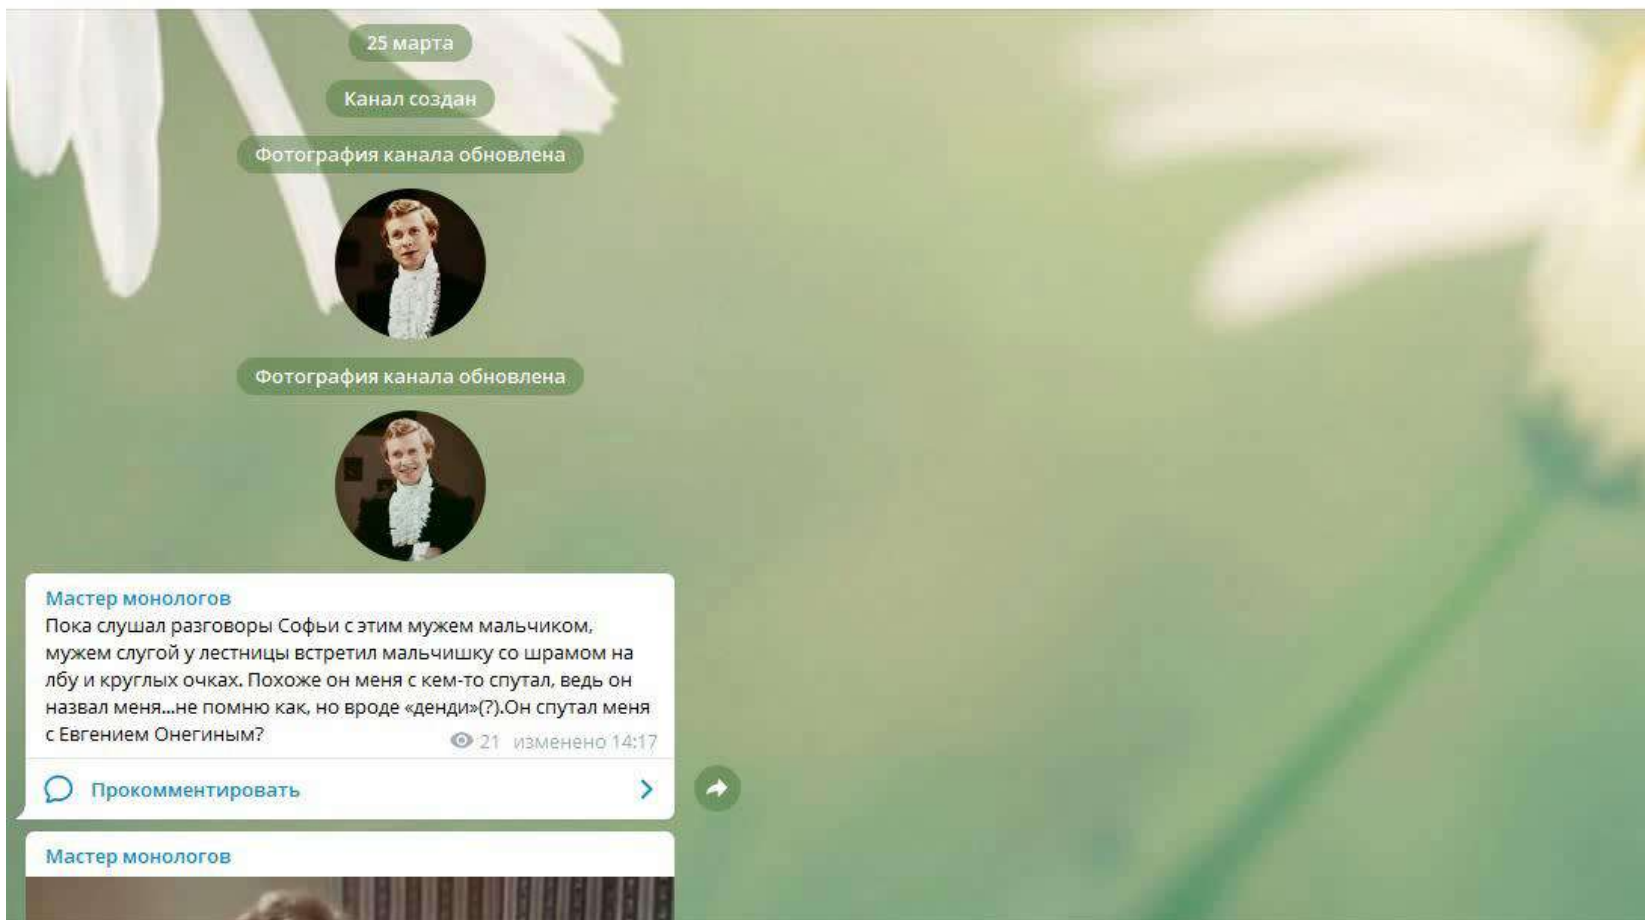 25 марта
Канал создан
Фотография канала обновлена
Фотография канала обновлена
Мастер монологов
Пока слушал разговоры Софьи с этим мужем мальчиком,
мужем слугой у лестницы встретил мальчишку со шрамом на
лбу и круглых очках. Похоже он меня с кем-то спутал, ведь он
назвал меня...не помню как, но вроде «денди»(?).Он спутал меня
с Евгением Онегиным?
21 изменено 14:17
Прокомментировать
Мастер монологов